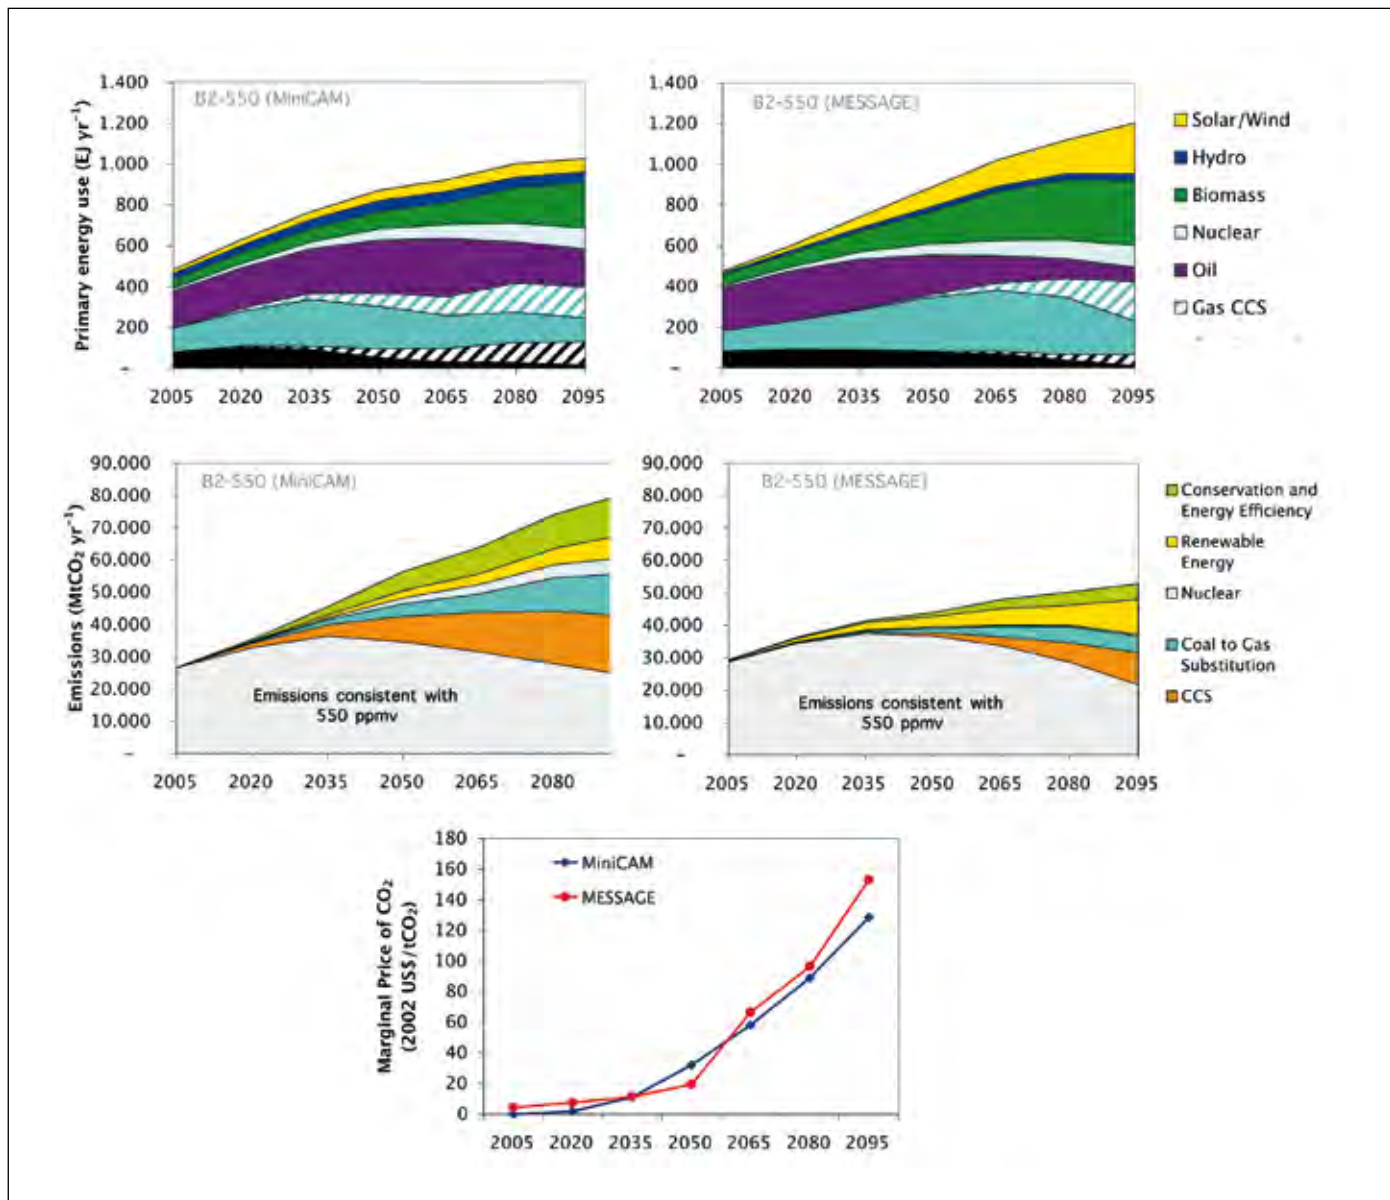 1.400
1.200
1.000
800
600
400
200
-
Primary energy use (EJ yr⁻¹)
B2-550 (MiniCAM)
2005 2020 2035 2050 2065 2080 2095
1.400
1.200
1.000
800
600
400
200
-
B2-550 (MESSAGE)
2005 2020 2035 2050 2065 2080 2095
Solar/Wind
Hydro
Biomass
Nuclear
Oil
Gas CCS
90.000
80.000
70.000
60.000
50.000
40.000
30.000
20.000
10.000
-
Emissions (MtCO₂ yr⁻¹)
B2-550 (MiniCAM)
Emissions consistent with
550 ppmv
2005 2020 2035 2050 2065 2080
90.000
80.000
70.000
60.000
50.000
40.000
30.000
20.000
10.000
-
B2-550 (MESSAGE)
Emissions consistent with
550 ppmv
2005 2020 2035 2050 2065 2080 2095
Conservation and
Energy Efficiency
Renewable
Energy
Nuclear
Coal to Gas
Substitution
CCS
180
160
140
120
100
80
60
40
20
0
Marginal Price of CO₂
(2002 US$/tCO₂)
MiniCAM
MESSAGE
2005 2020 2035 2050 2065 2080 2095